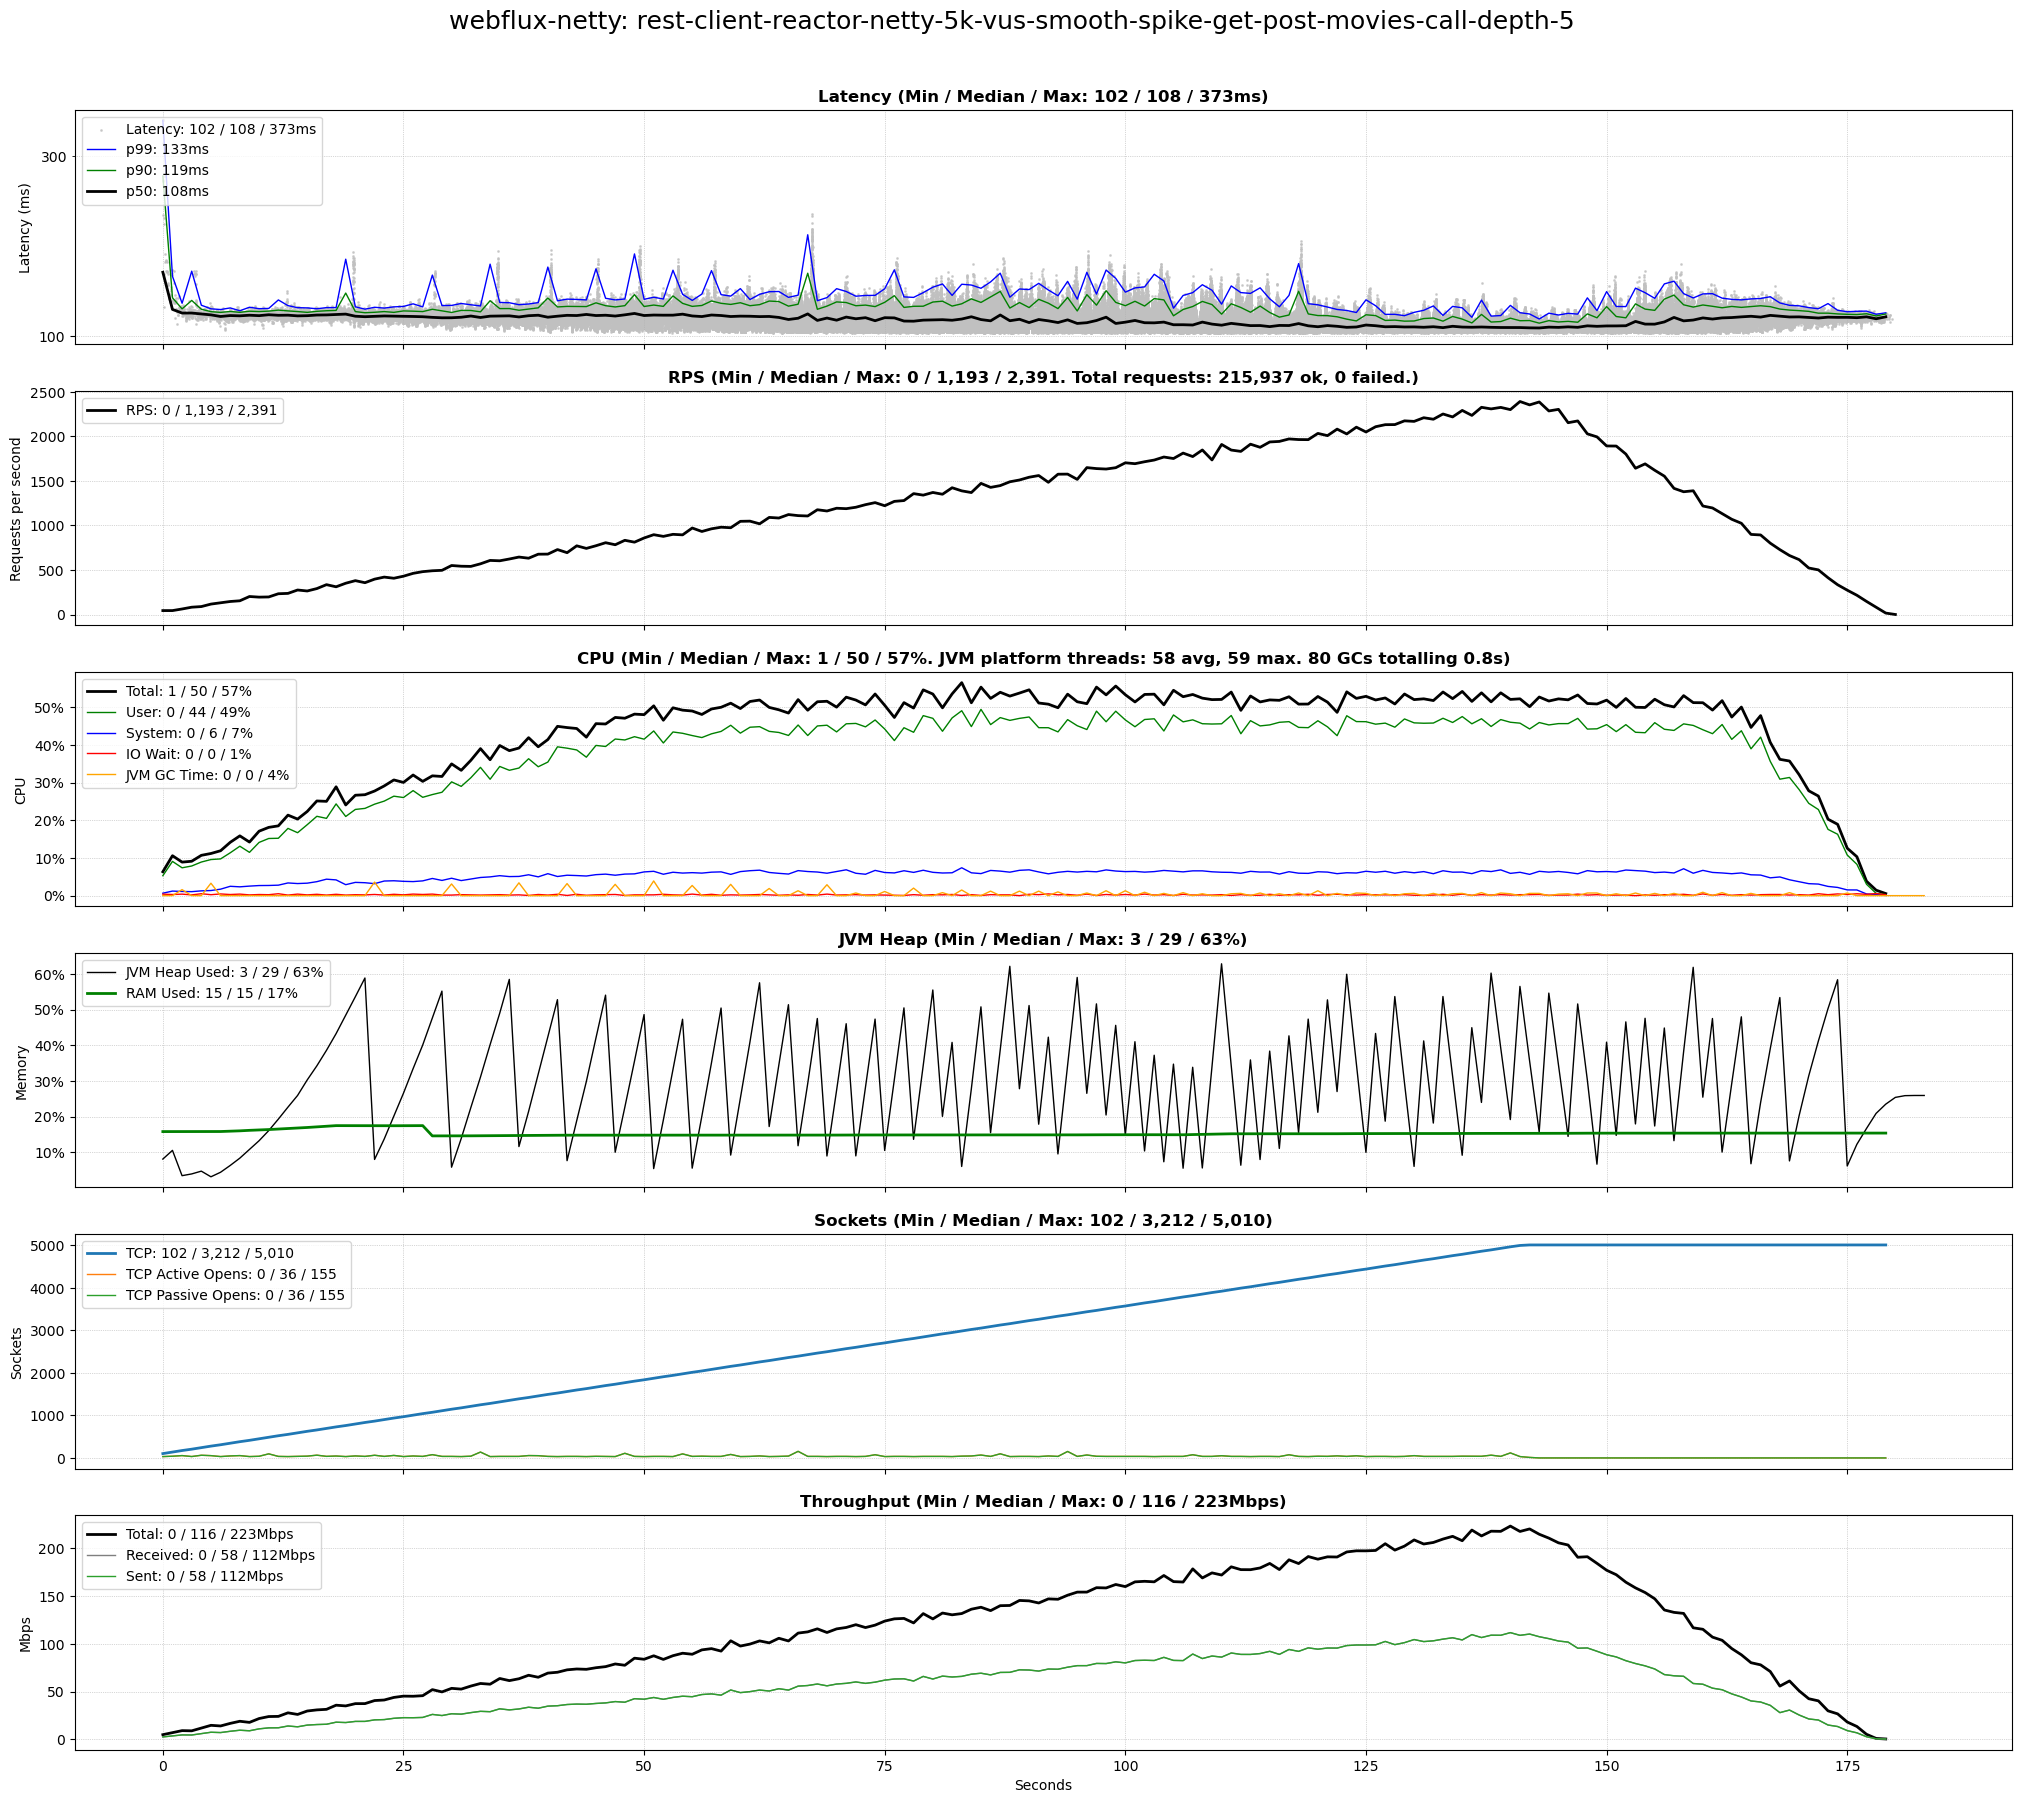 webflux-netty: rest-client-reactor-netty-5k-vus-smooth-spike-get-post-movies-call-depth-5
Latency (Min / Median / Max: 102 / 108 / 373ms)
Latency: 102 / 108 / 373ms
p99: 133ms
p90: 119ms
p50: 108ms
300
100
Latency (ms)
RPS (Min / Median / Max: 0 / 1,193 / 2,391. Total requests: 215,937 ok, 0 failed.)
RPS: 0 / 1,193 / 2,391
2500
2000
1500
1000
500
0
Requests per second
CPU (Min / Median / Max: 1 / 50 / 57%. JVM platform threads: 58 avg, 59 max. 80 GCs totalling 0.8s)
Total: 1 / 50 / 57%
User: 0 / 44 / 49%
System: 0 / 6 / 7%
IO Wait: 0 / 0 / 1%
JVM GC Time: 0 / 0 / 4%
50%
40%
30%
20%
10%
0%
CPU
JVM Heap (Min / Median / Max: 3 / 29 / 63%)
JVM Heap Used: 3 / 29 / 63%
RAM Used: 15 / 15 / 17%
60%
50%
40%
30%
20%
10%
Memory
Sockets (Min / Median / Max: 102 / 3,212 / 5,010)
TCP: 102 / 3,212 / 5,010
TCP Active Opens: 0 / 36 / 155
TCP Passive Opens: 0 / 36 / 155
5000
4000
3000
2000
1000
0
Sockets
Throughput (Min / Median / Max: 0 / 116 / 223Mbps)
Total: 0 / 116 / 223Mbps
Received: 0 / 58 / 112Mbps
Sent: 0 / 58 / 112Mbps
200
150
100
50
0
Mbps
0 25 50 75 100 125 150 175
Seconds